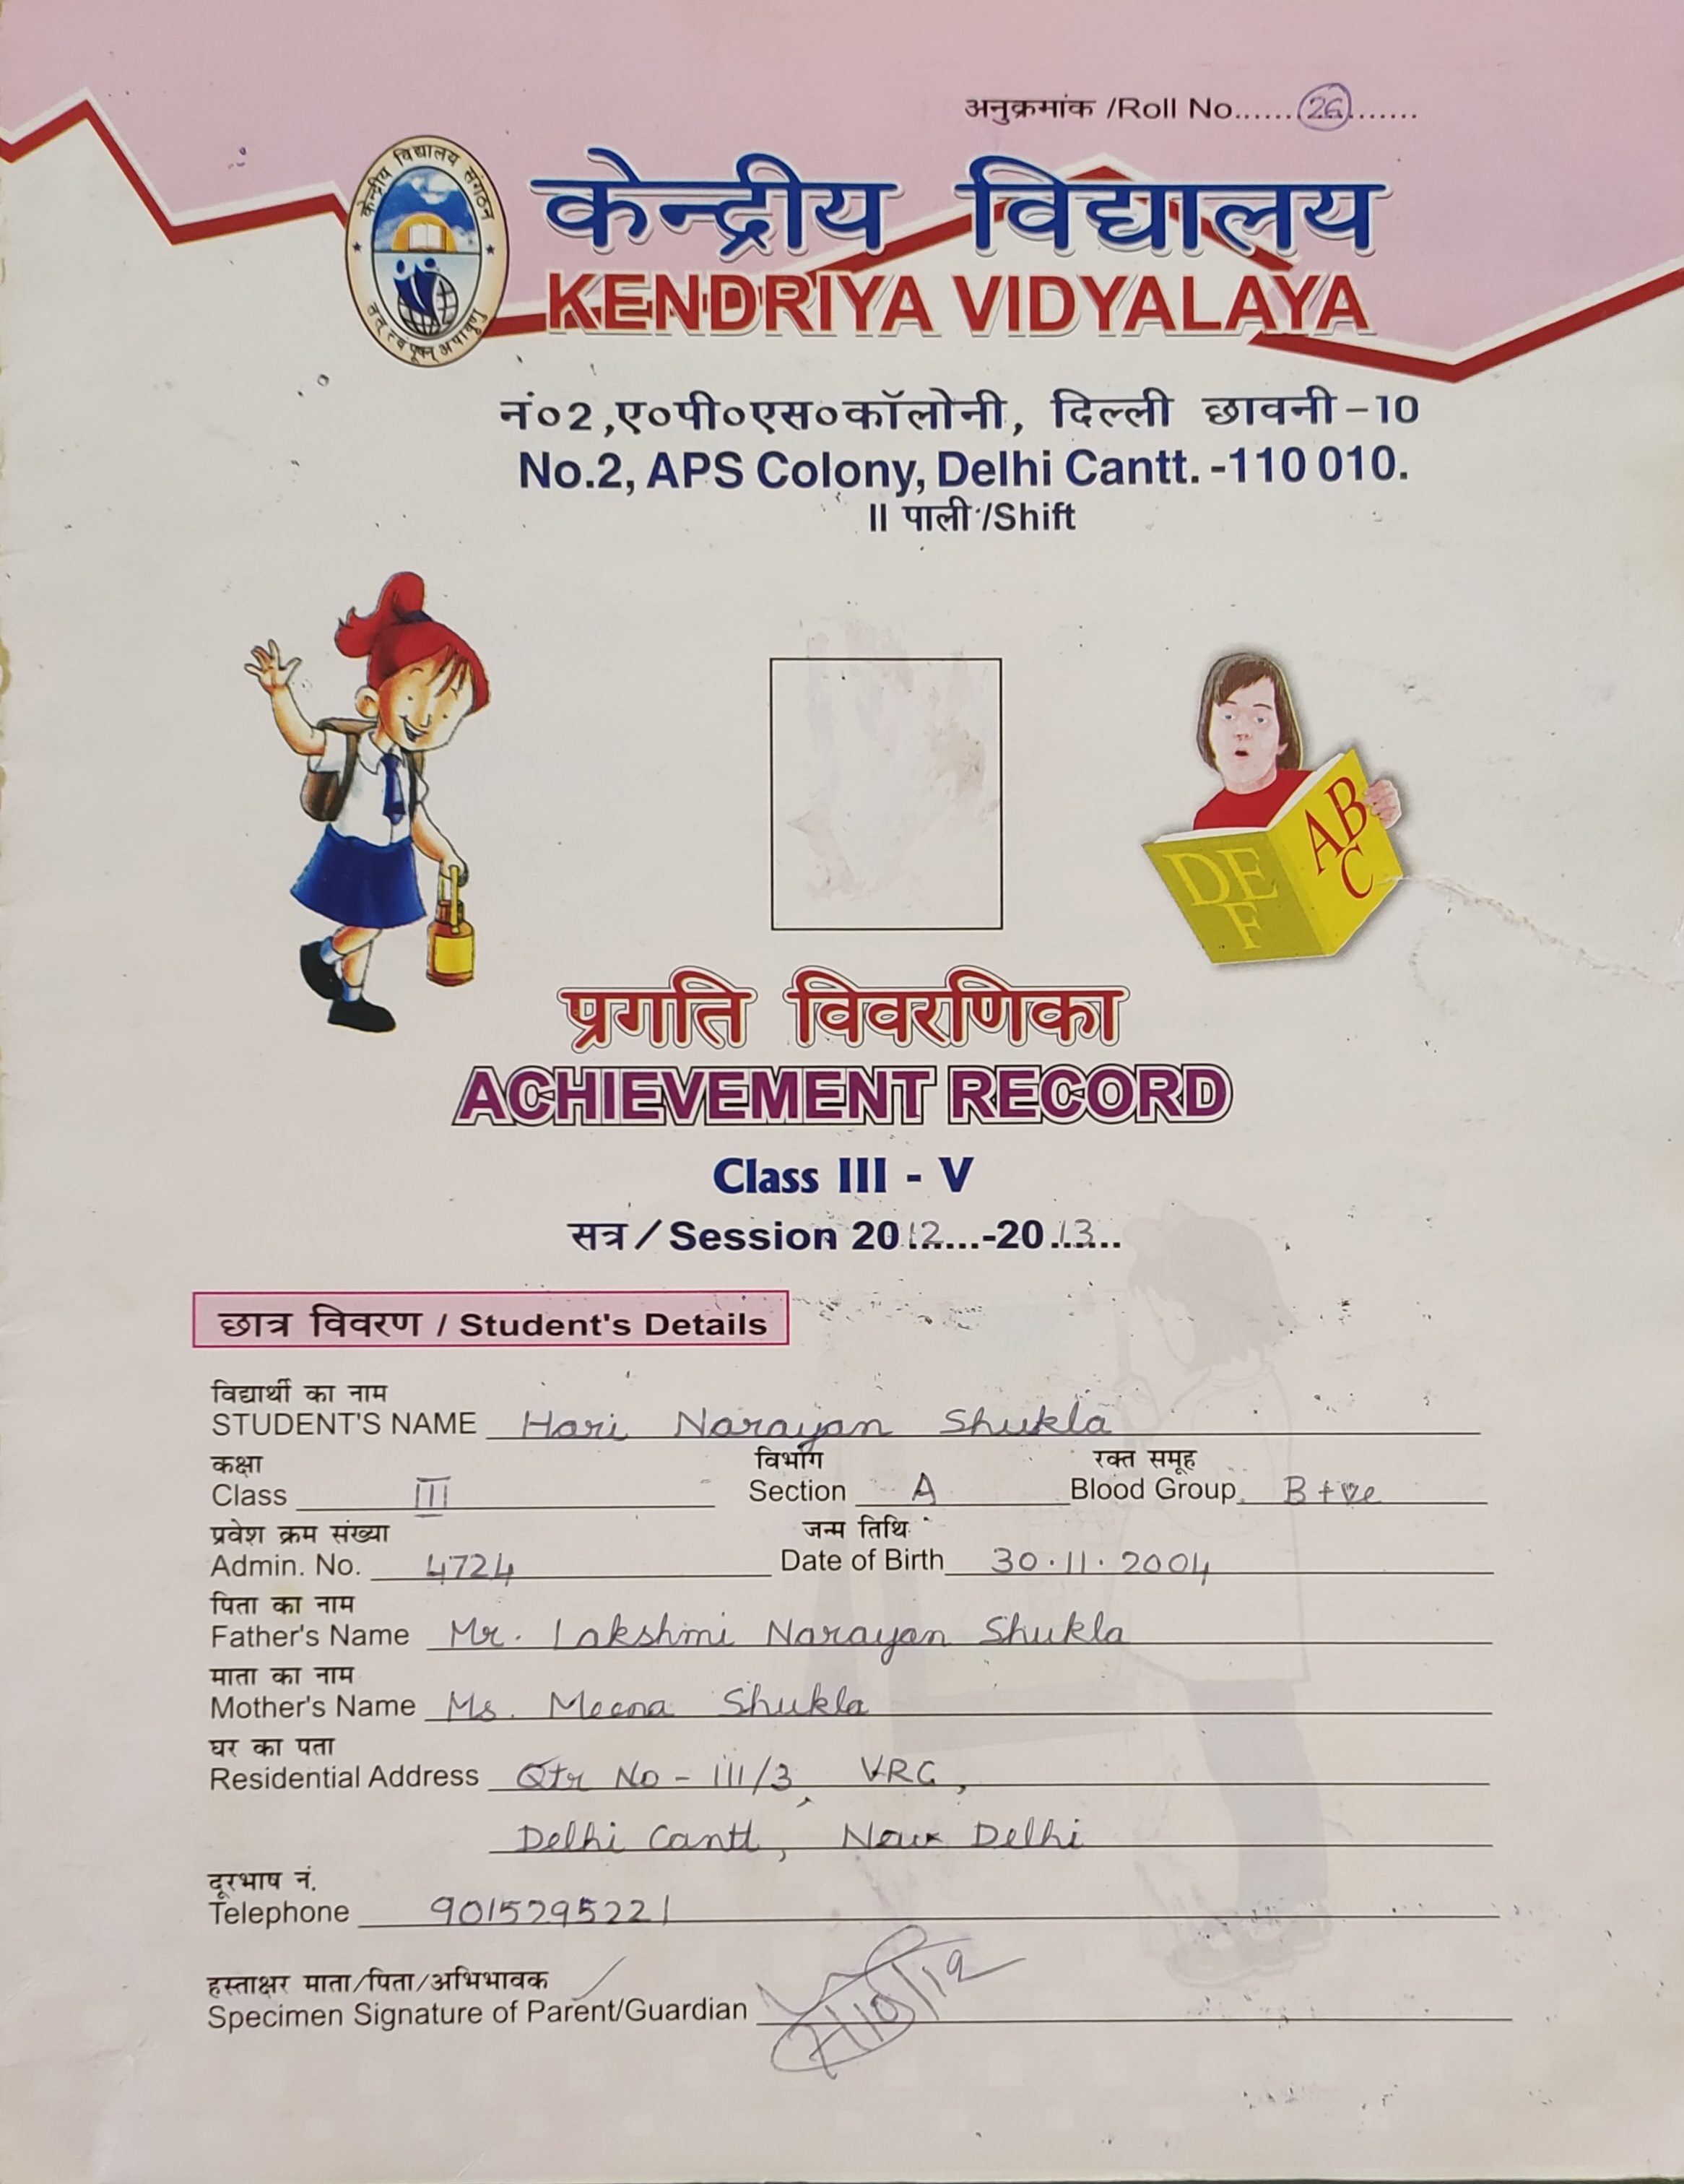 अनुक्रमांक /Roll No......26.........
केन्द्रीय विद्यालय संगठन
तत् त्वं पूषन् अपावृणु
केन्द्रीय विद्यालय
KENDRIYA VIDYALAYA
नं०2,ए०पी०एस०कॉलोनी, दिल्ली छावनी-10
No.2, APS Colony, Delhi Cantt. -110 010.
II पाली /Shift
ABC
DEF
प्रगति विवरणिका
ACHIEVEMENT RECORD
Class III - V
सत्र / Session 2012......-2013......
छात्र विवरण / Student's Details
विद्यार्थी का नाम
STUDENT'S NAME Hari Narayan Shukla
कक्षा विभाग रक्त समूह
Class III Section A Blood Group B+ve
प्रवेश क्रम संख्या जन्म तिथि
Admin. No. 4724 Date of Birth 30.11.2004
पिता का नाम
Father's Name Mr. Lakshmi Narayan Shukla
माता का नाम
Mother's Name Ms. Meena Shukla
घर का पता
Residential Address Qtr No - III/3, VRC,
Delhi Cantt, New Delhi
दूरभाष नं.
Telephone 9015295221
हस्ताक्षर माता/पिता/अभिभावक
Specimen Signature of Parent/Guardian